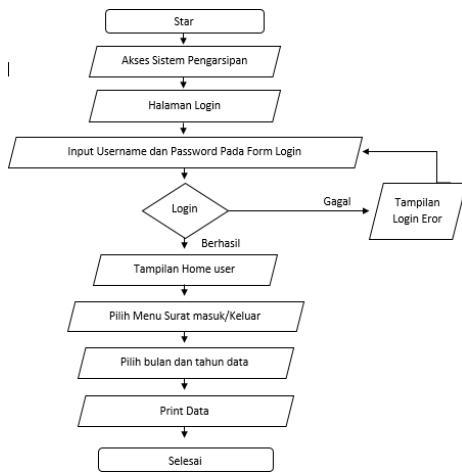 Star
Akses Sistem Pengarsipan
Halaman Login
Input Username dan Password Pada Form Login
Login
Gagal
Tampilan
Login Eror
Berhasil
Tampilan Home user
Pilih Menu Surat masuk/Keluar
Pilih bulan dan tahun data
Print Data
Selesai